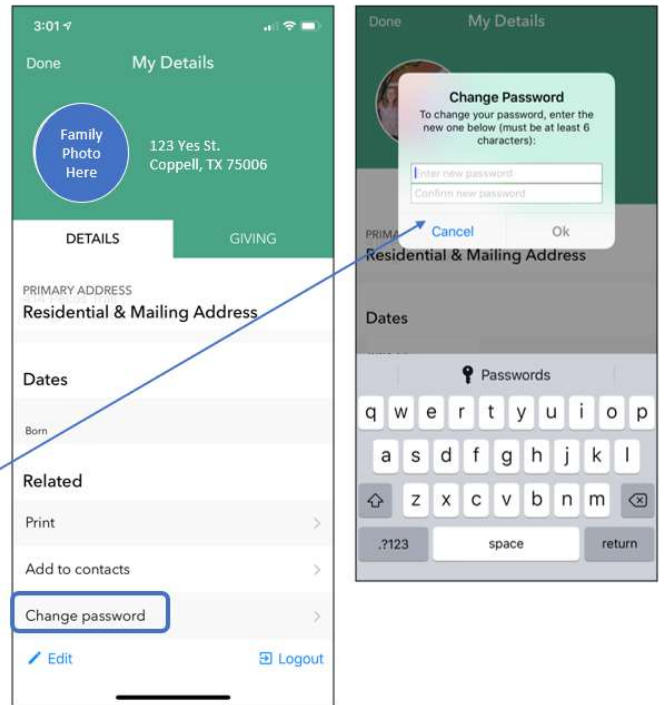 3:01
Done My Details
Family
Photo
Here
123 Yes St.
Coppell, TX 75006
DETAILS GIVING
PRIMARY ADDRESS
Residential & Mailing Address
Dates
Born
Related
Print
Add to contacts
Change password
Edit Logout
Done My Details
Change Password
To change your password, enter the
new one below (must be at least 6
characters):
Enter new password
Confirm new password
Cancel Ok
PRIMA
Residential & Mailing Address
Dates
Passwords
q w e r t y u i o p
a s d f g h j k l
z x c v b n m
.?123 space return